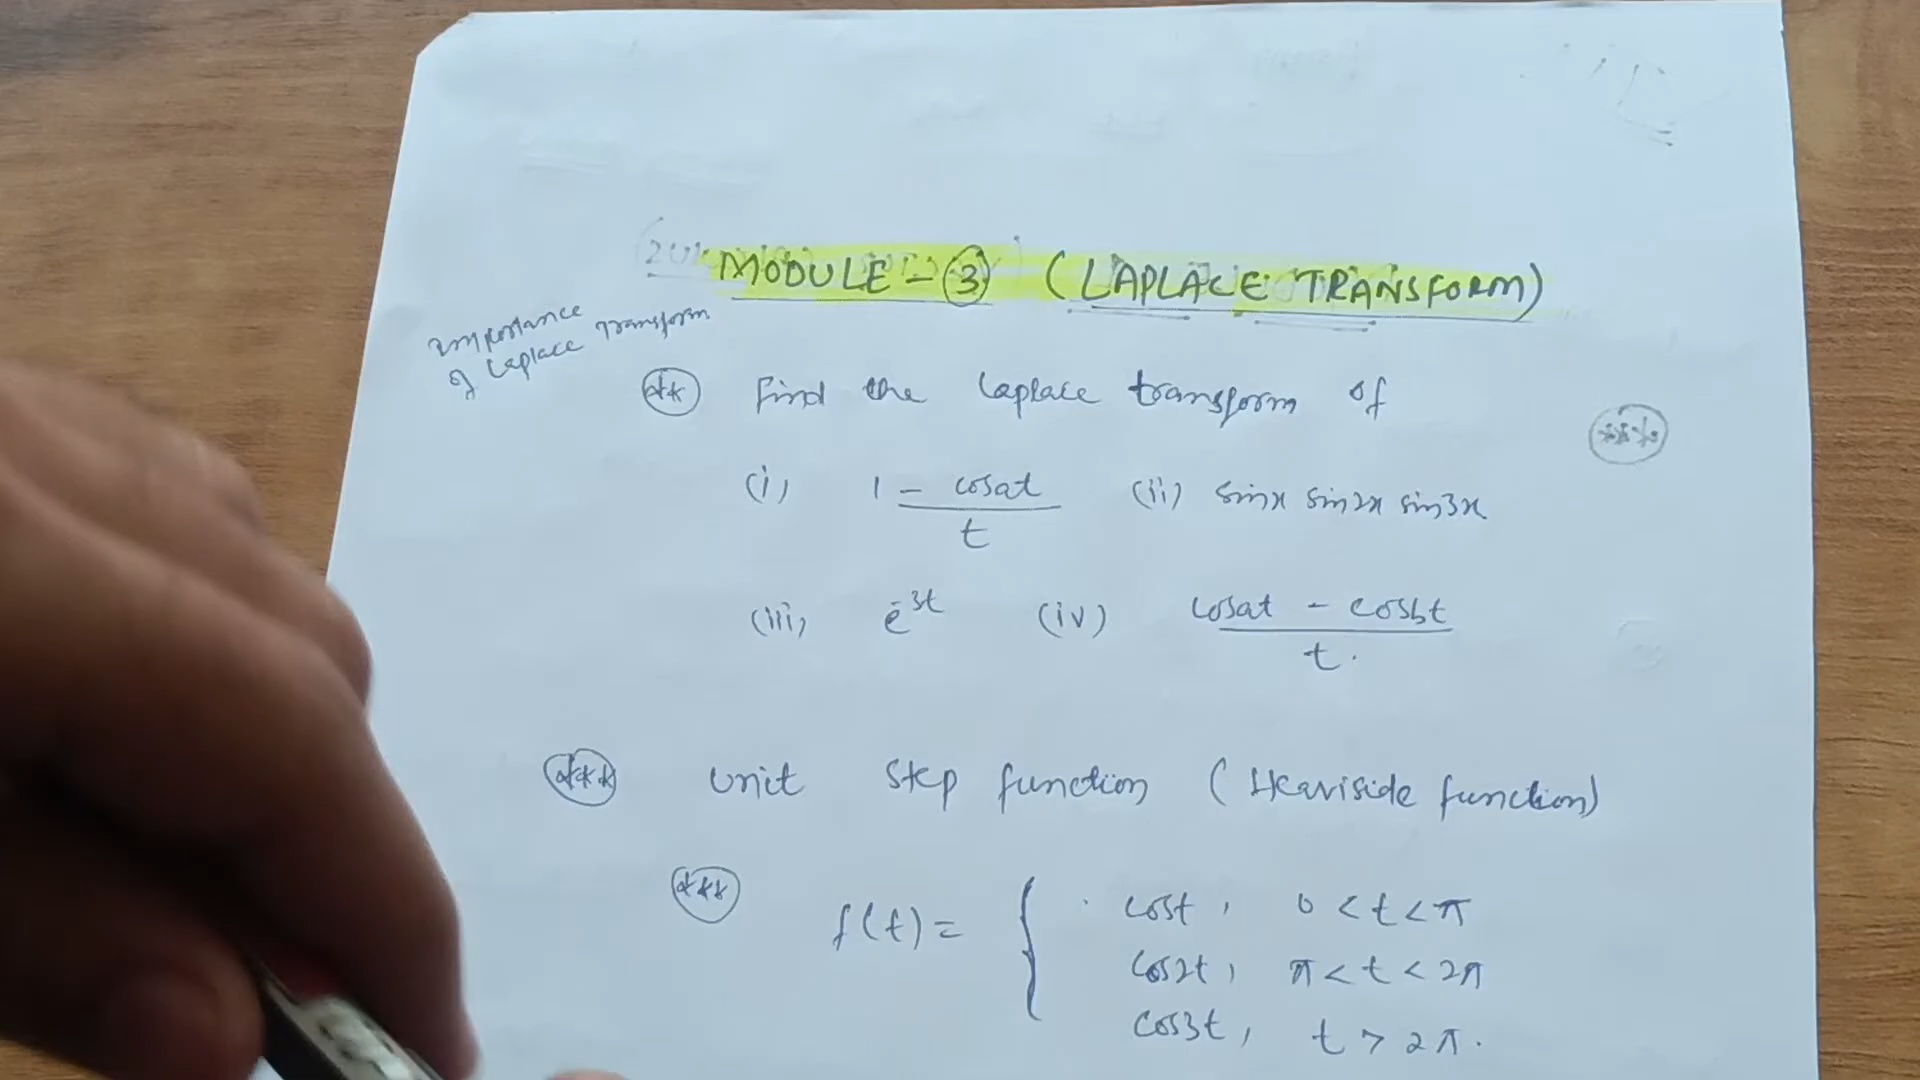 MODULE - ③ (LAPLACE TRANSFORM)
Importance
of Laplace Transform
** Find the Laplace transform of
***
(i) 1 - cosat / t (ii) sinx sin2x sin3x
(iii) e^-3t (iv) cosat - cosbt / t.
*** Unit step function (Heaviside function)
*** f(t) = { cost, 0 < t < π
cos2t, π < t < 2π
cos3t, t > 2π.